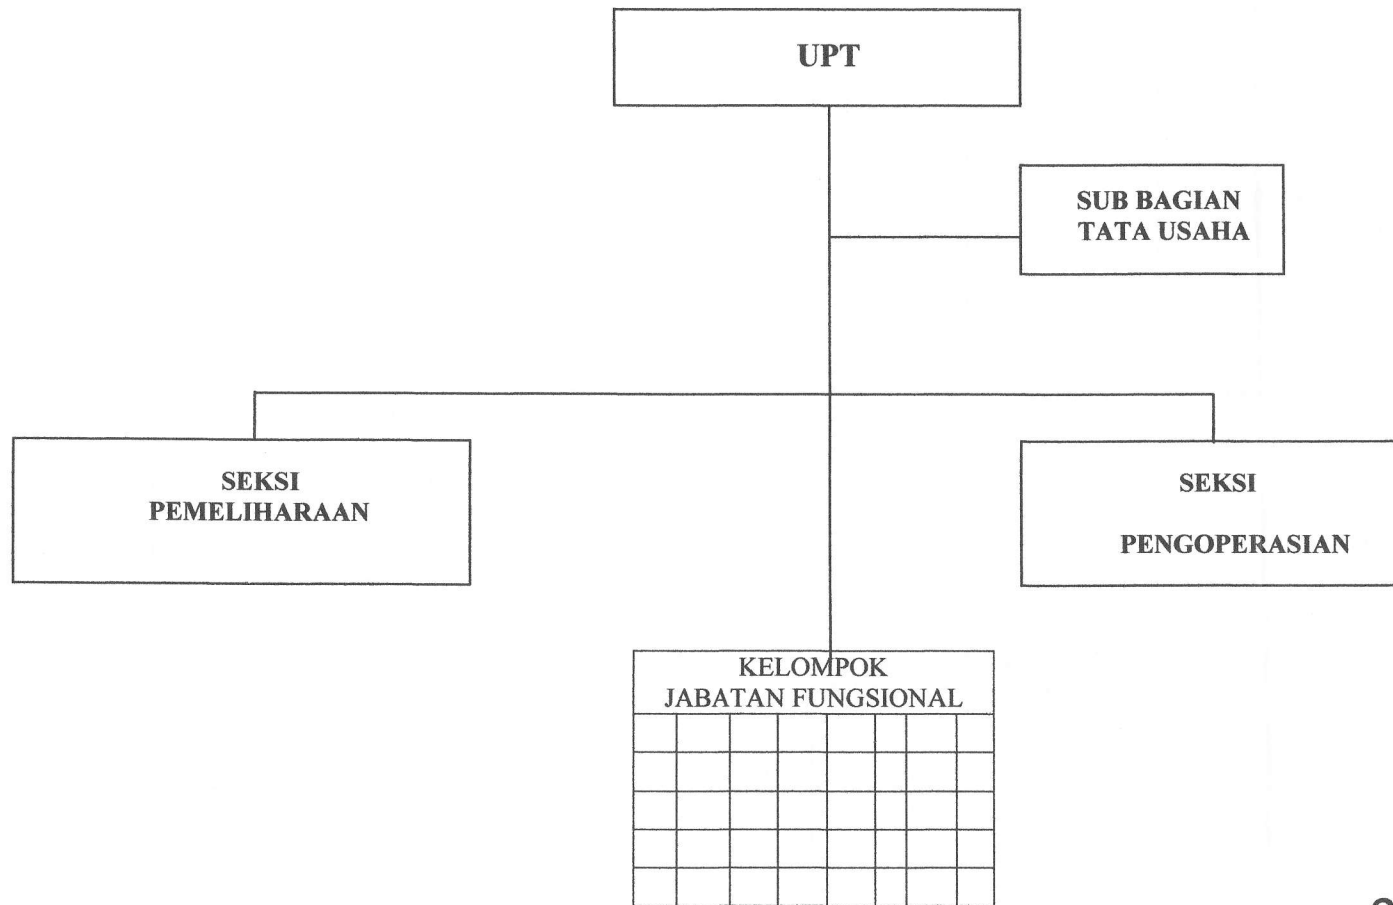 UPT
SUB BAGIAN
TATA USAHA
SEKSI
PEMELIHARAAN
SEKSI
PENGOPERASIAN
KELOMPOK
JABATAN FUNGSIONAL